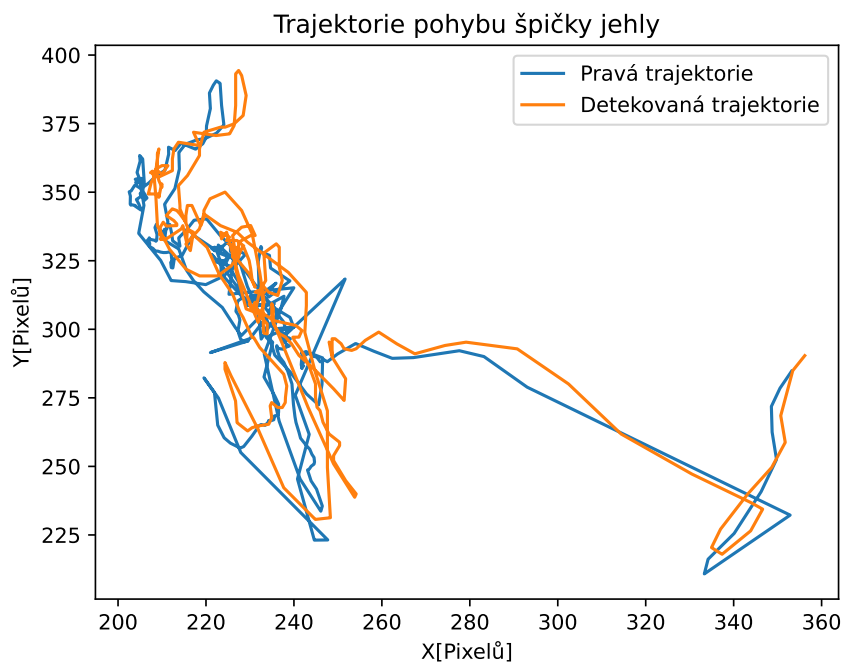 Trajektorie pohybu špičky jehly
Pravá trajektorie
Detekovaná trajektorie
Y[Pixelů]
400
375
350
325
300
275
250
225
200 220 240 260 280 300 320 340 360
X[Pixelů]